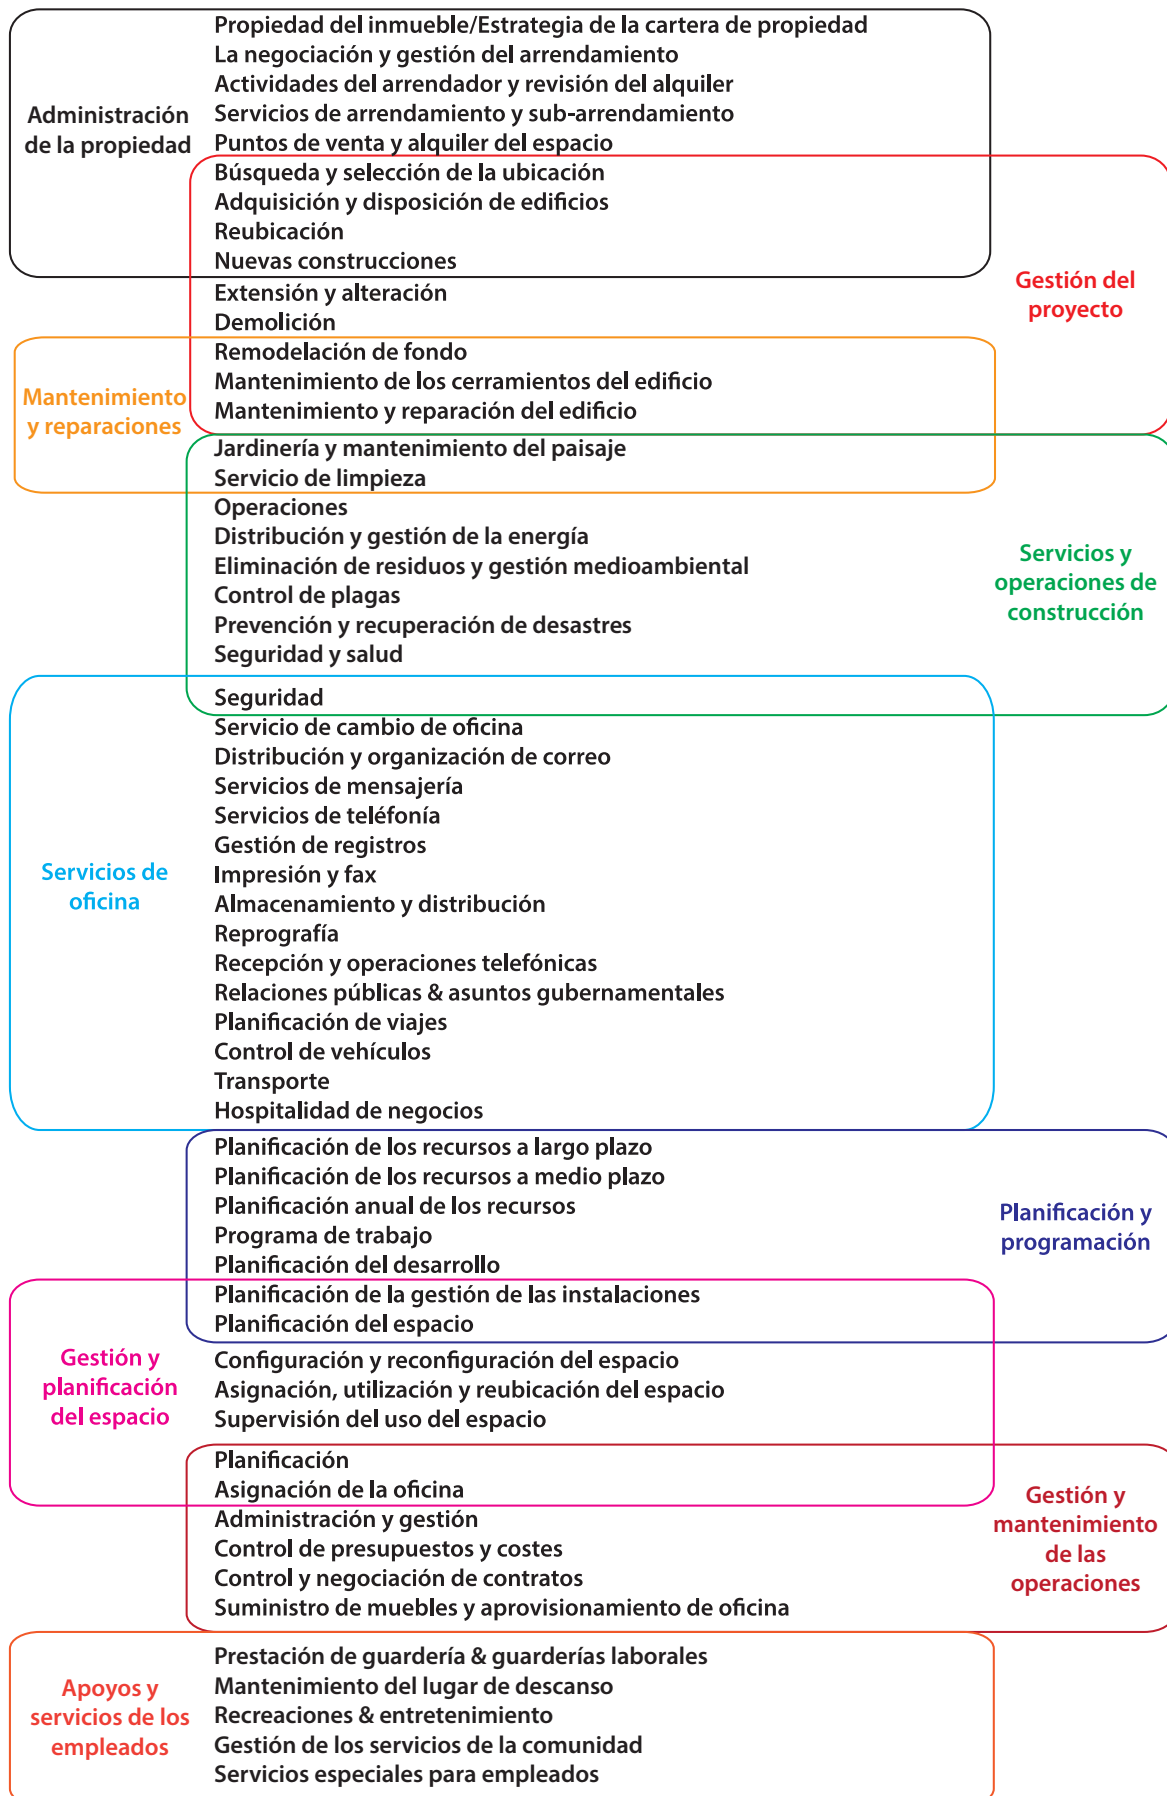 Propiedad del inmueble/Estrategia de la cartera de propiedad
La negociación y gestión del arrendamiento
Actividades del arrendador y revisión del alquiler
Servicios de arrendamiento y sub-arrendamiento
Puntos de venta y alquiler del espacio
Administración
de la propiedad
Búsqueda y selección de la ubicación
Adquisición y disposición de edificios
Reubicación
Nuevas construcciones
Extensión y alteración
Demolición
Gestión del
proyecto
Remodelación de fondo
Mantenimiento de los cerramientos del edificio
Mantenimiento y reparación del edificio
Mantenimiento
y reparaciones
Jardinería y mantenimiento del paisaje
Servicio de limpieza
Operaciones
Distribución y gestión de la energía
Eliminación de residuos y gestión medioambiental
Control de plagas
Prevención y recuperación de desastres
Seguridad y salud
Servicios y
operaciones de
construcción
Seguridad
Servicio de cambio de oficina
Distribución y organización de correo
Servicios de mensajería
Servicios de teléfonía
Gestión de registros
Impresión y fax
Almacenamiento y distribución
Reprografía
Recepción y operaciones telefónicas
Relaciones públicas & asuntos gubernamentales
Planificación de viajes
Control de vehículos
Transporte
Hospitalidad de negocios
Servicios de
oficina
Planificación de los recursos a largo plazo
Planificación de los recursos a medio plazo
Planificación anual de los recursos
Programa de trabajo
Planificación del desarrollo
Planificación y
programación
Planificación de la gestión de las instalaciones
Planificación del espacio
Configuración y reconfiguración del espacio
Asignación, utilización y reubicación del espacio
Supervisión del uso del espacio
Gestión y
planificación
del espacio
Planificación
Asignación de la oficina
Administración y gestión
Control de presupuestos y costes
Control y negociación de contratos
Suministro de muebles y aprovisionamiento de oficina
Gestión y
mantenimiento
de las
operaciones
Prestación de guardería & guarderías laborales
Mantenimiento del lugar de descanso
Recreaciones & entretenimiento
Gestión de los servicios de la comunidad
Servicios especiales para empleados
Apoyos y
servicios de los
empleados